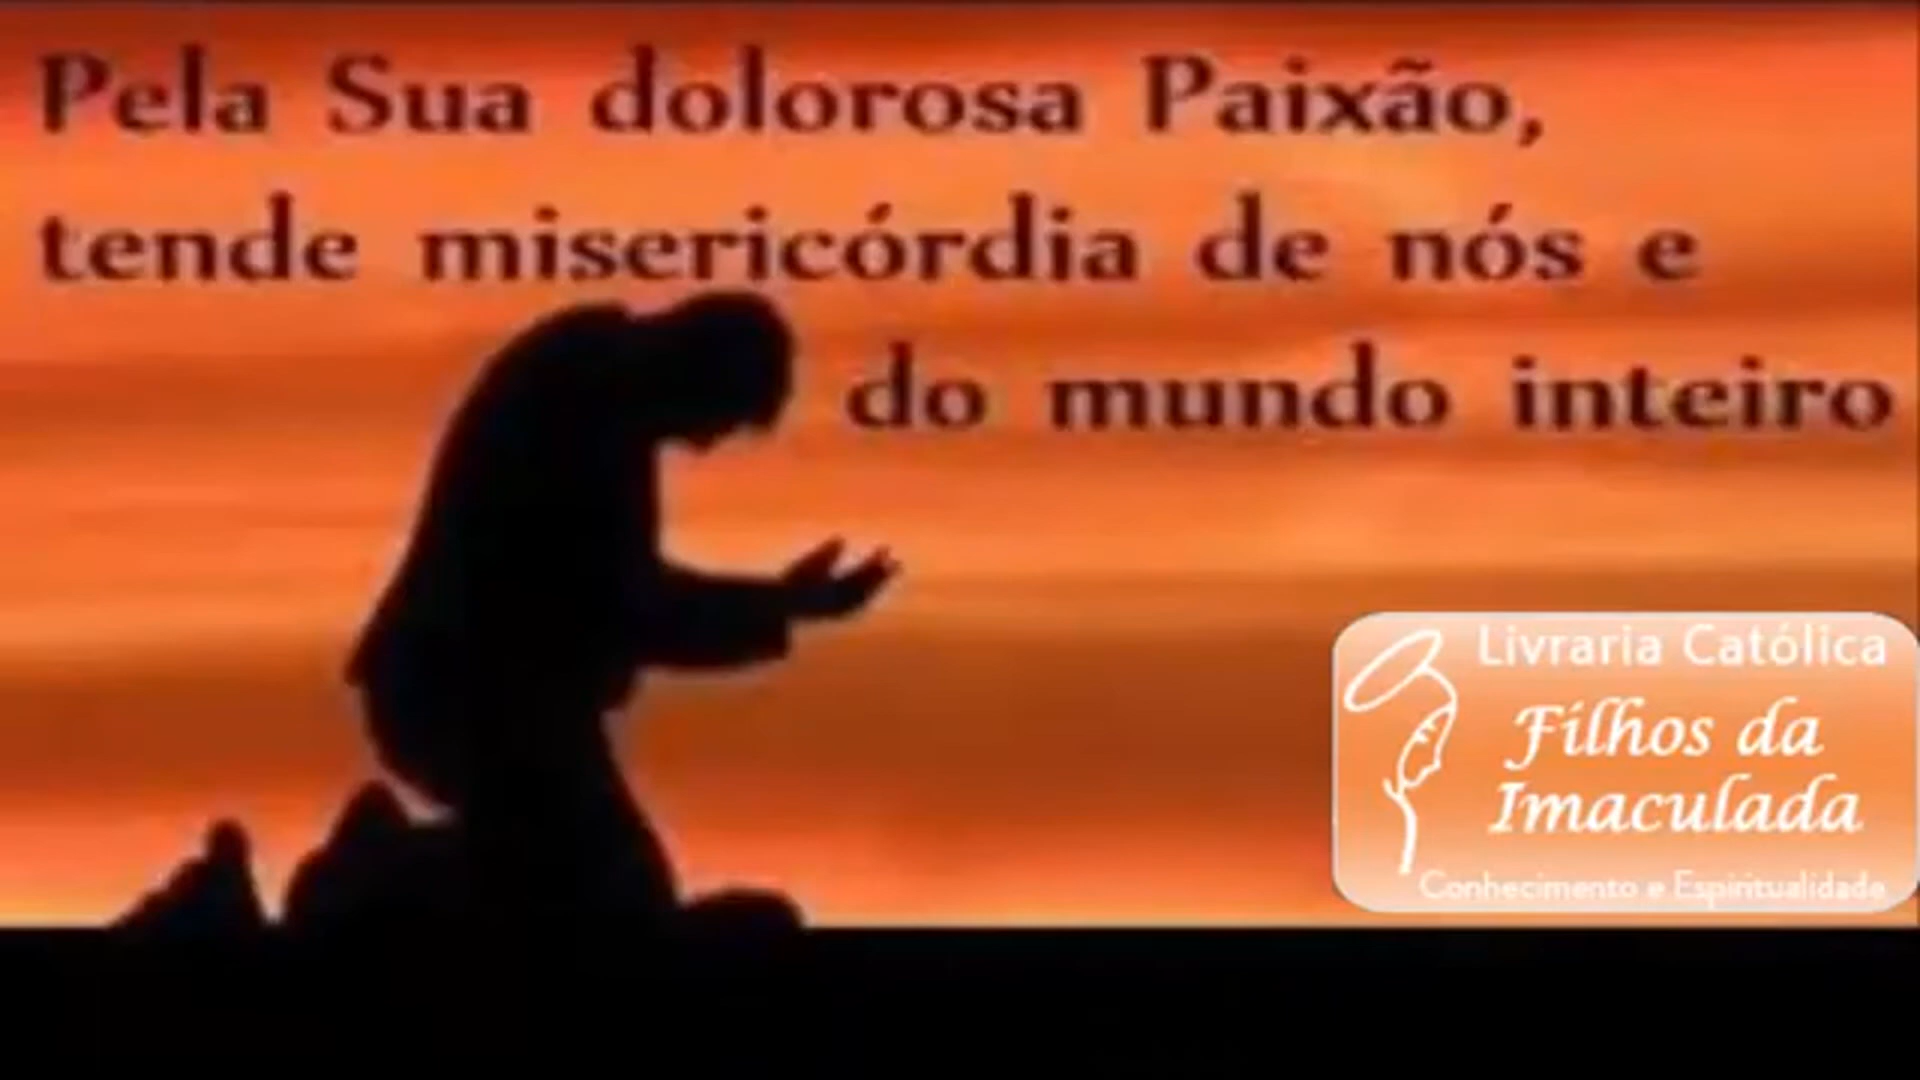 Pela Sua dolorosa Paixão,
tende misericórdia de nós e
do mundo inteiro
Livraria Católica
Filhos da
Imaculada
Conhecimento e Espiritualidade